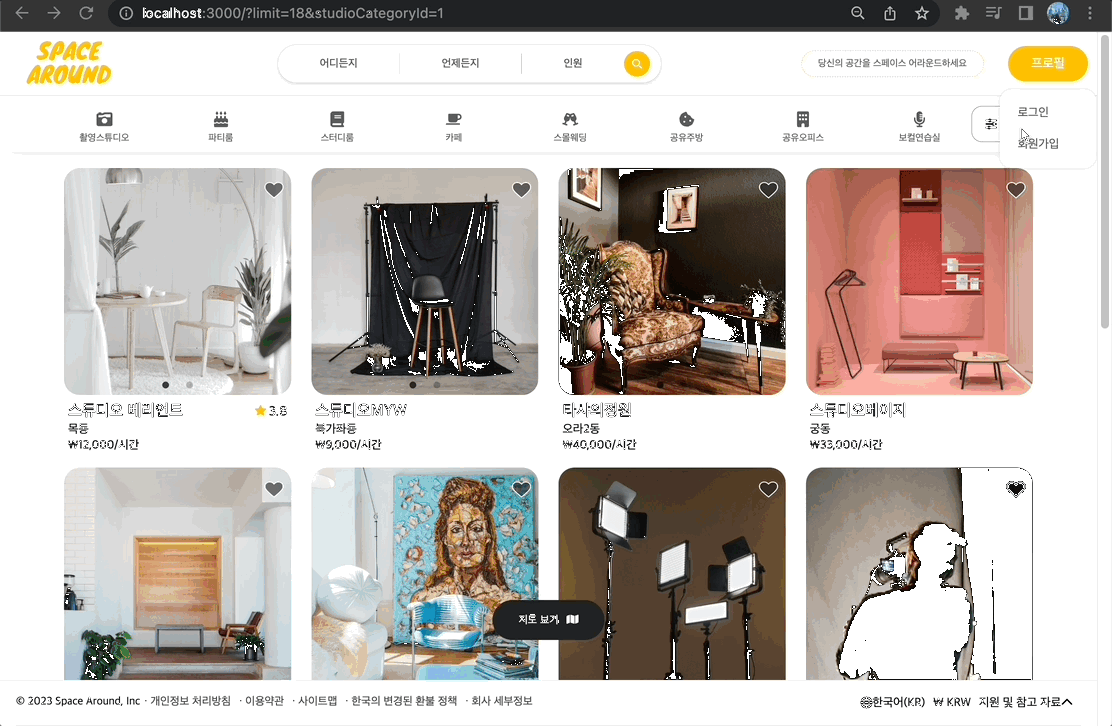 localhost:3000/?limit=18&studioCategoryId=1
SPACE
AROUND
어디든지
언제든지
인원
당신의 공간을 스페이스 어라운드하세요
프로필
로그인
회원가입
촬영스튜디오
파티룸
스터디룸
카페
스몰웨딩
공유주방
공유오피스
보컬연습실
스튜디오 메리엔트
3.8
목동
₩12,000/시간
스튜디오MYW
북가좌동
₩9,000/시간
타샤의정원
오라2동
₩40,000/시간
스튜디오베이지
궁동
₩33,000/시간
지도 보기
© 2023 Space Around, Inc · 개인정보 처리방침 · 이용약관 · 사이트맵 · 한국의 변경된 환불 정책 · 회사 세부정보
한국어(KR) ₩ KRW 지원 및 참고 자료